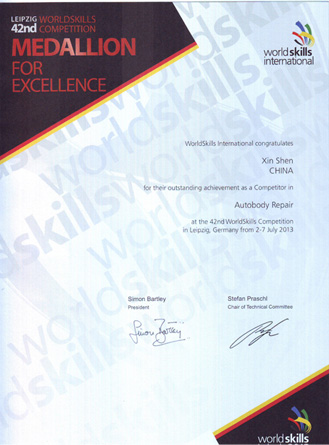 LEIPZIG WORLDSKILLS
42nd COMPETITION
MEDALLION
FOR
EXCELLENCE
worldskills
international
WorldSkills International congratulates
Xin Shen
CHINA
for their outstanding achievement as a Competitor in
Autobody Repair
at the 42nd WorldSkills Competition
in Leipzig, Germany from 2-7 July 2013
Simon Bartley
President
Stefan Praschl
Chair of Technical Committee
Simon Bartley
worldskills